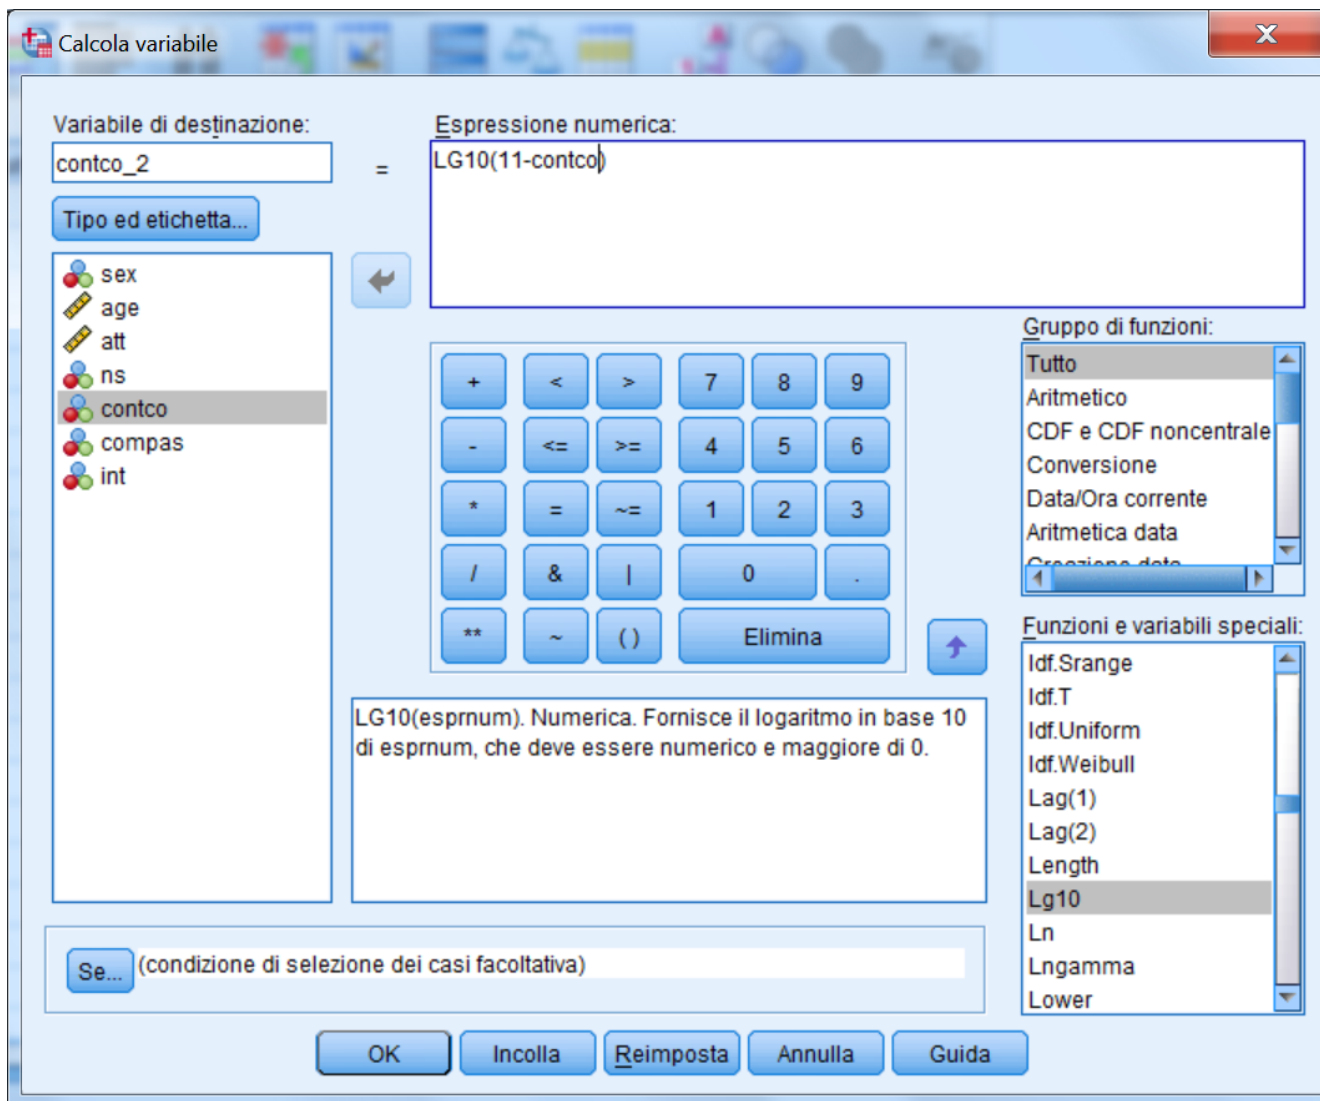 Calcola variabile
Variabile di destinazione:
contco_2
=
Espressione numerica:
LG10(11-contco)
Tipo ed etichetta...
sex
age
att
ns
contco
compas
int
+ < > 7 8 9
- <= >= 4 5 6
* = ~= 1 2 3
/ & | 0 .
** ~ ( ) Elimina
Gruppo di funzioni:
Tutto
Aritmetico
CDF e CDF noncentrale
Conversione
Data/Ora corrente
Aritmetica data
Creazione data
LG10(esprnum). Numerica. Fornisce il logaritmo in base 10
di esprnum, che deve essere numerico e maggiore di 0.
Funzioni e variabili speciali:
Idf.Srange
Idf.T
Idf.Uniform
Idf.Weibull
Lag(1)
Lag(2)
Length
Lg10
Ln
Lngamma
Lower
Se... (condizione di selezione dei casi facoltativa)
OK Incolla Reimposta Annulla Guida